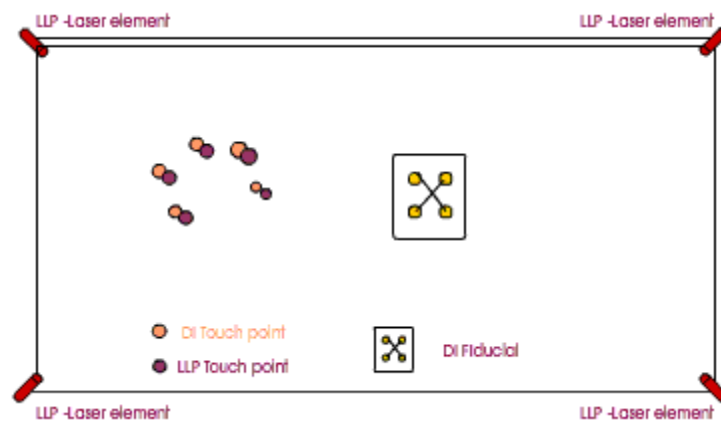 LLP -Laser element
LLP -Laser element
DI Touch point
LLP Touch point
DI Fiducial
LLP -Laser element
LLP -Laser element